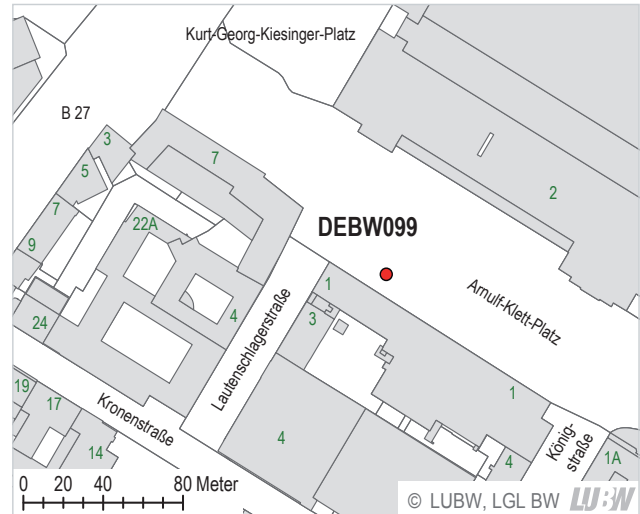 Kurt-Georg-Kiesinger-Platz
B 27
3
7
5
2
7
22A
DEBW099
9
1
Arnulf-Klett-Platz
4
3
24
Lautenschlagerstraße
1
19
17
Kronenstraße
König-
straße
14
4
4
1A
0 20 40 80 Meter
© LUBW, LGL BW LUBW